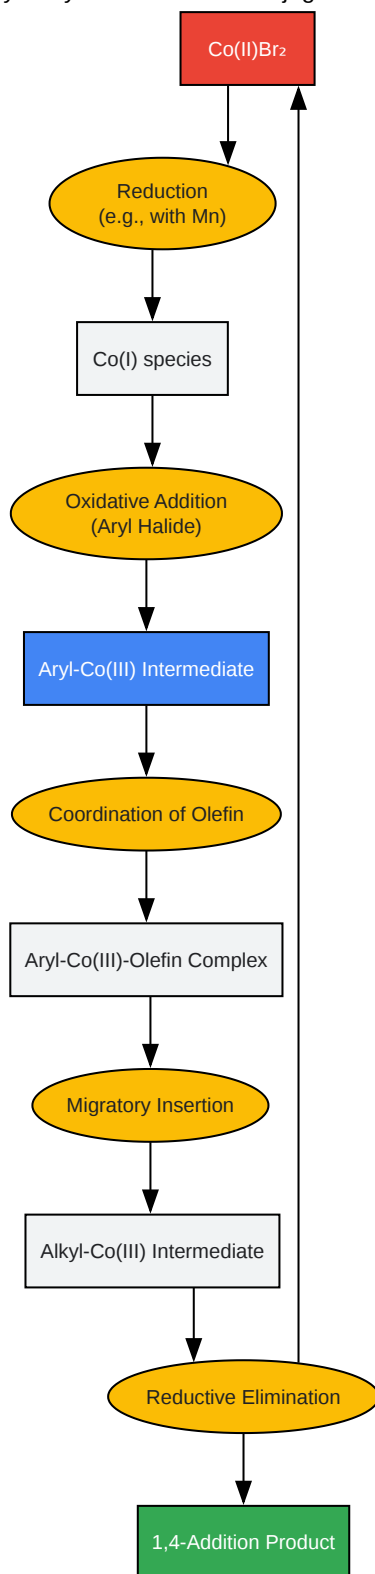 Co(II)Br₂
Reduction
(e.g., with Mn)
Co(I) species
Oxidative Addition
(Aryl Halide)
Aryl-Co(III) Intermediate
Coordination of Olefin
Aryl-Co(III)-Olefin Complex
Migratory Insertion
Alkyl-Co(III) Intermediate
Reductive Elimination
1,4-Addition Product